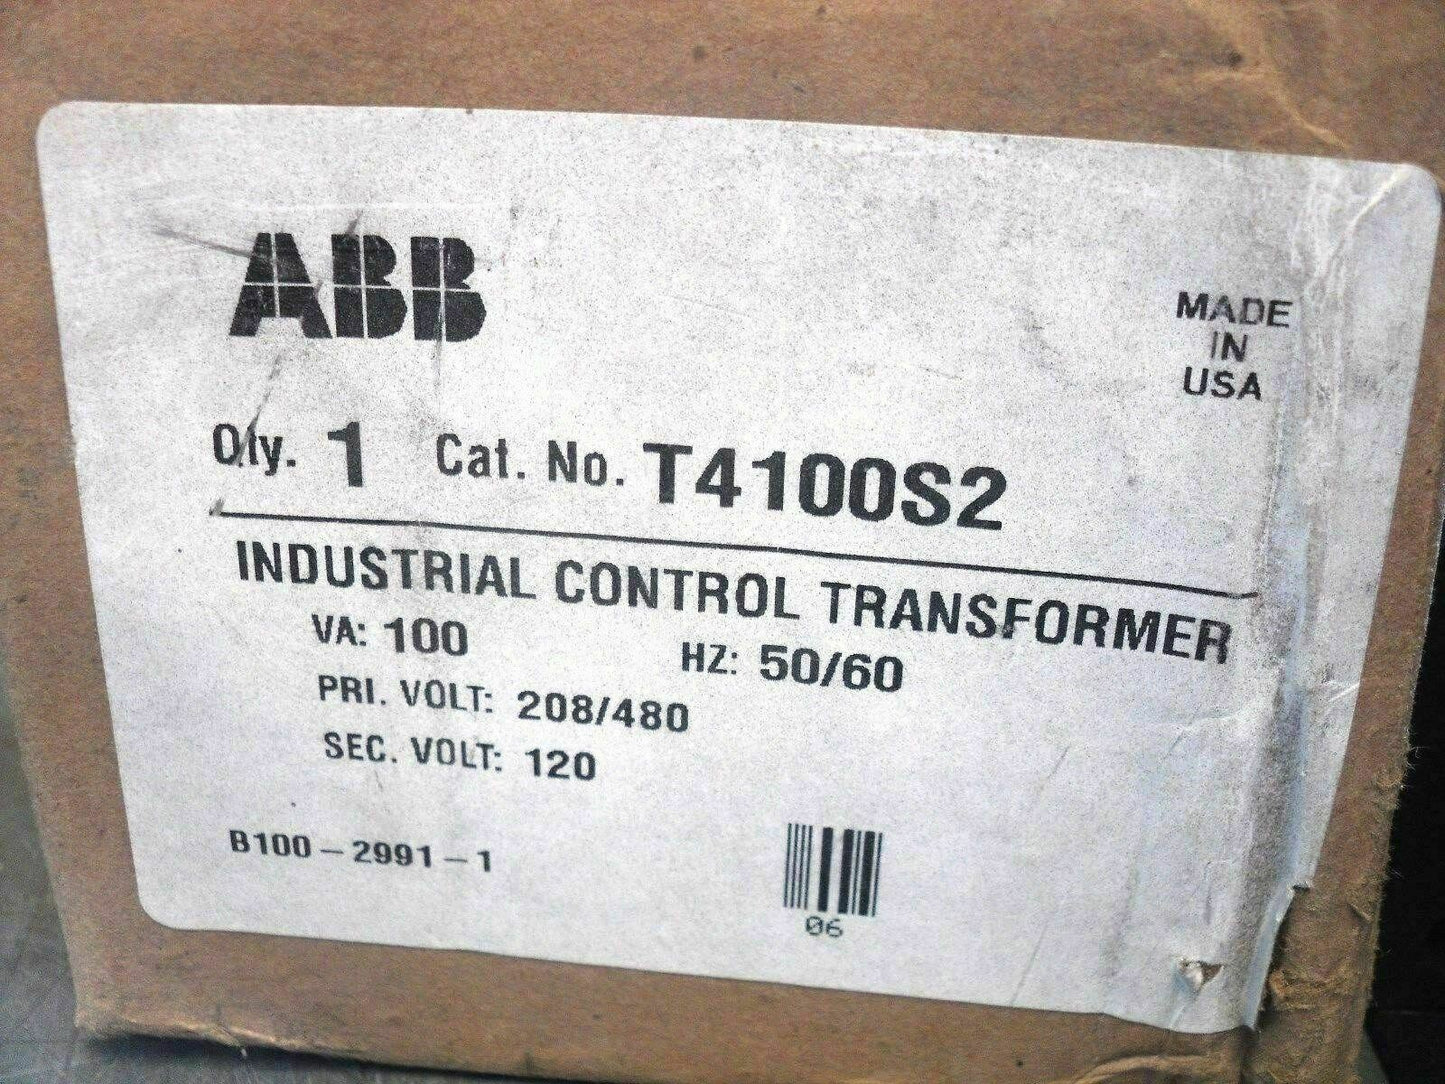 ABB
MADE
IN
USA
Qty. 1 Cat. No. T4100S2
INDUSTRIAL CONTROL TRANSFORMER
VA: 100 HZ: 50/60
PRI. VOLT: 208/480
SEC. VOLT: 120
B100-2991-1
06